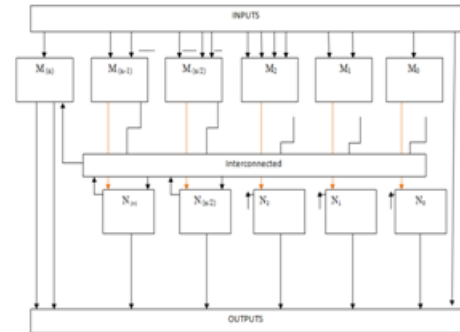 INPUTS
M(n) M(n-1) M(n/2) M2 M1 M0
Interconnected
N(n) N(n/2) N2 N1 N0
OUTPUTS